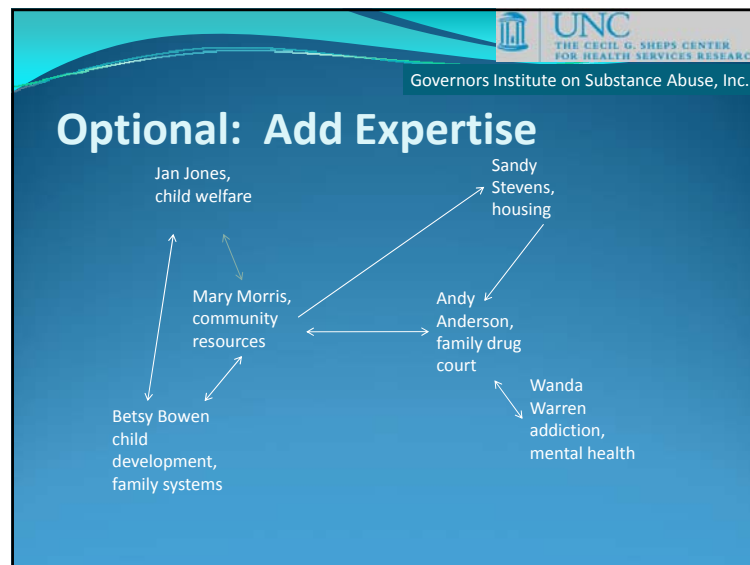 UNC
THE CECIL G. SHEPS CENTER
FOR HEALTH SERVICES RESEARC
Governors Institute on Substance Abuse, Inc.
Optional: Add Expertise
Jan Jones,
child welfare
Sandy
Stevens,
housing
Mary Morris,
community
resources
Andy
Anderson,
family drug
court
Wanda
Warren
addiction,
mental health
Betsy Bowen
child
development,
family systems